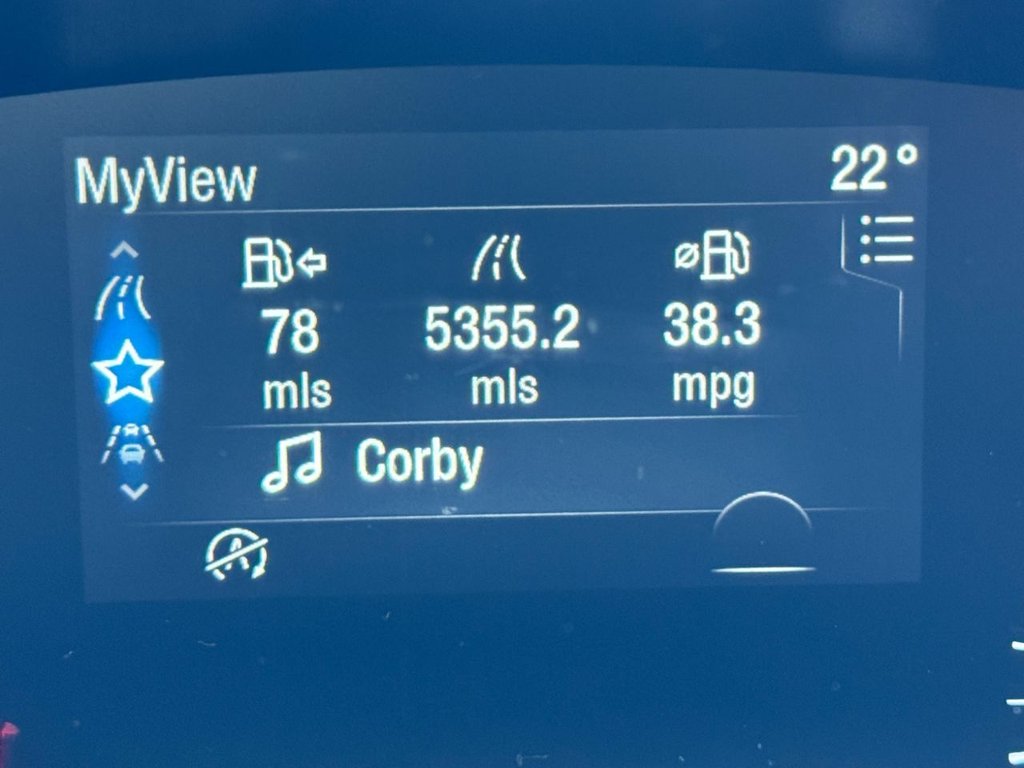 MyView 22°
78 5355.2 38.3
mls mls mpg
Corby